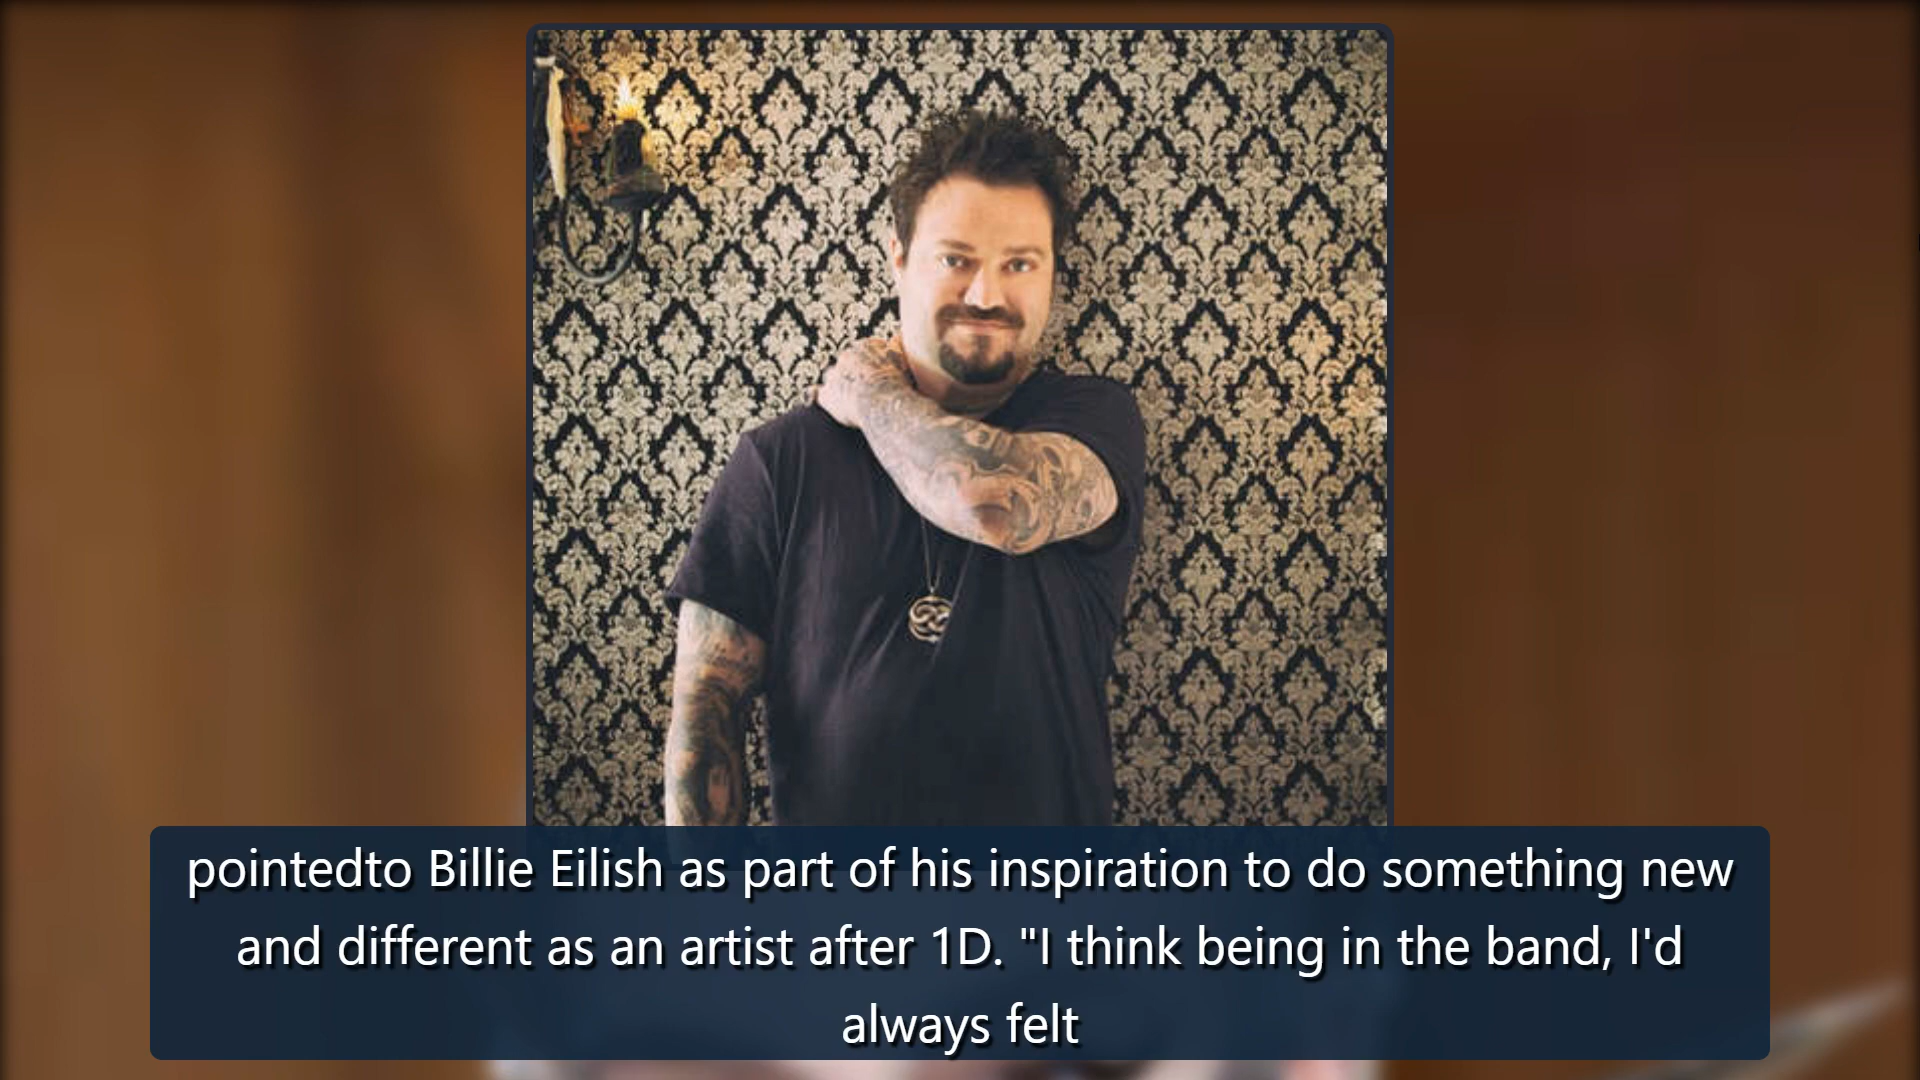 pointedto Billie Eilish as part of his inspiration to do something new
and different as an artist after 1D. "I think being in the band, I'd
always felt